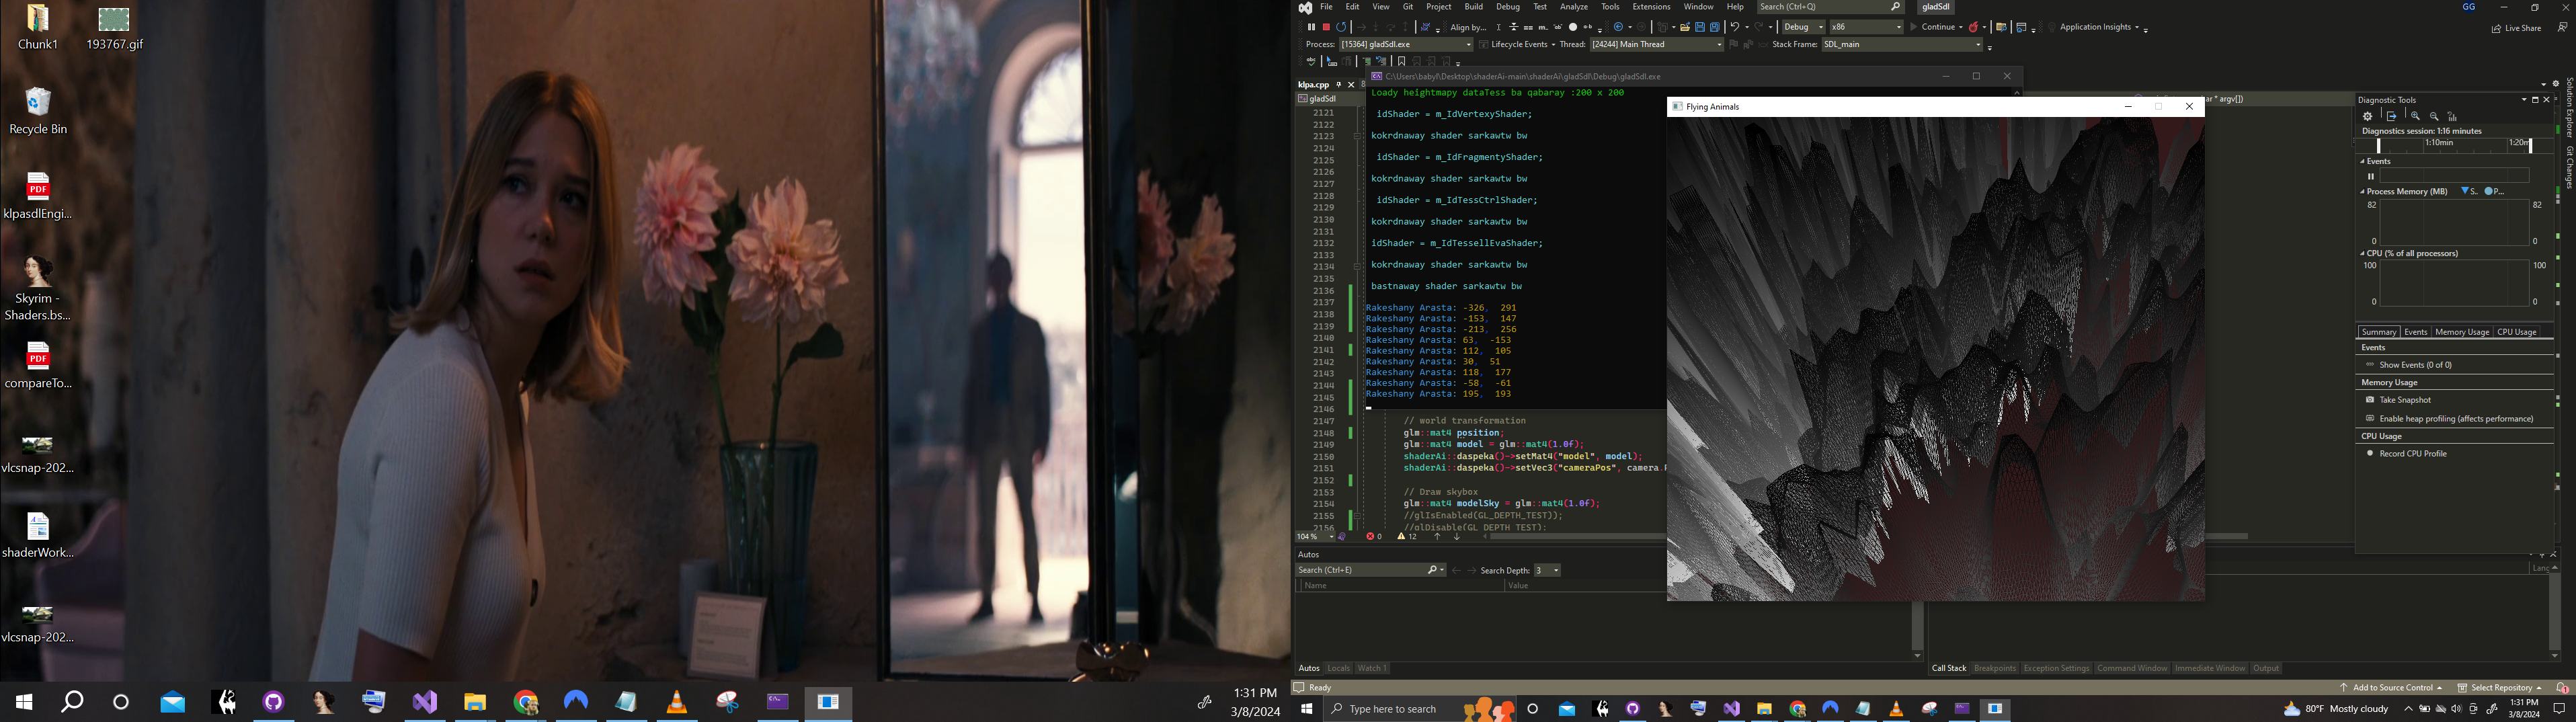 Chunk1
193767.gif
Recycle Bin
klpasdlEngi...
Skyrim -
Shaders.bs...
compareTo...
vlcsnap-202...
shaderWork...
vlcsnap-202...
1:31 PM
3/8/2024
File Edit View Git Project Build Debug Test Analyze Tools Extensions Window Help Search (Ctrl+Q) gladSdl GG
Align by... Debug x86 Continue Application Insights
Live Share
Process: [15364] gladSdl.exe Lifecycle Events Thread: [24244] Main Thread Stack Frame: SDL_main
C:\Users\babyl\Desktop\shaderAi-main\shaderAi\gladSdl\Debug\gladSdl.exe
klpa.cpp
gladSdl
ar * argv[])
Loady heightmapy dataTess ba qabaray :200 x 200
idShader = m_IdVertexyShader;
kokrdnaway shader sarkawtw bw
idShader = m_IdFragmentyShader;
kokrdnaway shader sarkawtw bw
idShader = m_IdTessCtrlShader;
kokrdnaway shader sarkawtw bw
idShader = m_IdTessellEvaShader;
kokrdnaway shader sarkawtw bw
bastnaway shader sarkawtw bw
Rakeshany Arasta: -326, 291
Rakeshany Arasta: -153, 147
Rakeshany Arasta: -213, 256
Rakeshany Arasta: 63, -153
Rakeshany Arasta: 112, 105
Rakeshany Arasta: 30, 51
Rakeshany Arasta: 118, 177
Rakeshany Arasta: -58, -61
Rakeshany Arasta: 195, 193
2121
2122
2123
2124
2125
2126
2127
2128
2129
2130
2131
2132
2133
2134
2135
2136
2137
2138
2139
2140
2141
2142
2143
2144
2145
2146
2147 // world transformation
2148 glm::mat4 position;
2149 glm::mat4 model = glm::mat4(1.0f);
2150 shaderAi::daspeka()->setMat4("model", model);
2151 shaderAi::daspeka()->setVec3("cameraPos", camera.
2152
2153 // Draw skybox
2154 glm::mat4 modelSky = glm::mat4(1.0f);
2155 //glIsEnabled(GL_DEPTH_TEST));
2156 //glDisable(GL_DEPTH_TEST);
104 % 0 12
Flying Animals
Diagnostic Tools
Diagnostics session: 1:16 minutes
1:10min 1:20m
Events
Process Memory (MB) S.. P...
82 82
0 0
CPU (% of all processors)
100 100
0 0
Summary Events Memory Usage CPU Usage
Events
Show Events (0 of 0)
Memory Usage
Take Snapshot
Enable heap profiling (affects performance)
CPU Usage
Record CPU Profile
Solution Explorer
Git Changes
Autos
Search (Ctrl+E) Search Depth: 3
Name Value
Lang
Autos Locals Watch 1
Call Stack Breakpoints Exception Settings Command Window Immediate Window Output
Ready Add to Source Control Select Repository
Type here to search
80°F Mostly cloudy
1:31 PM
3/8/2024